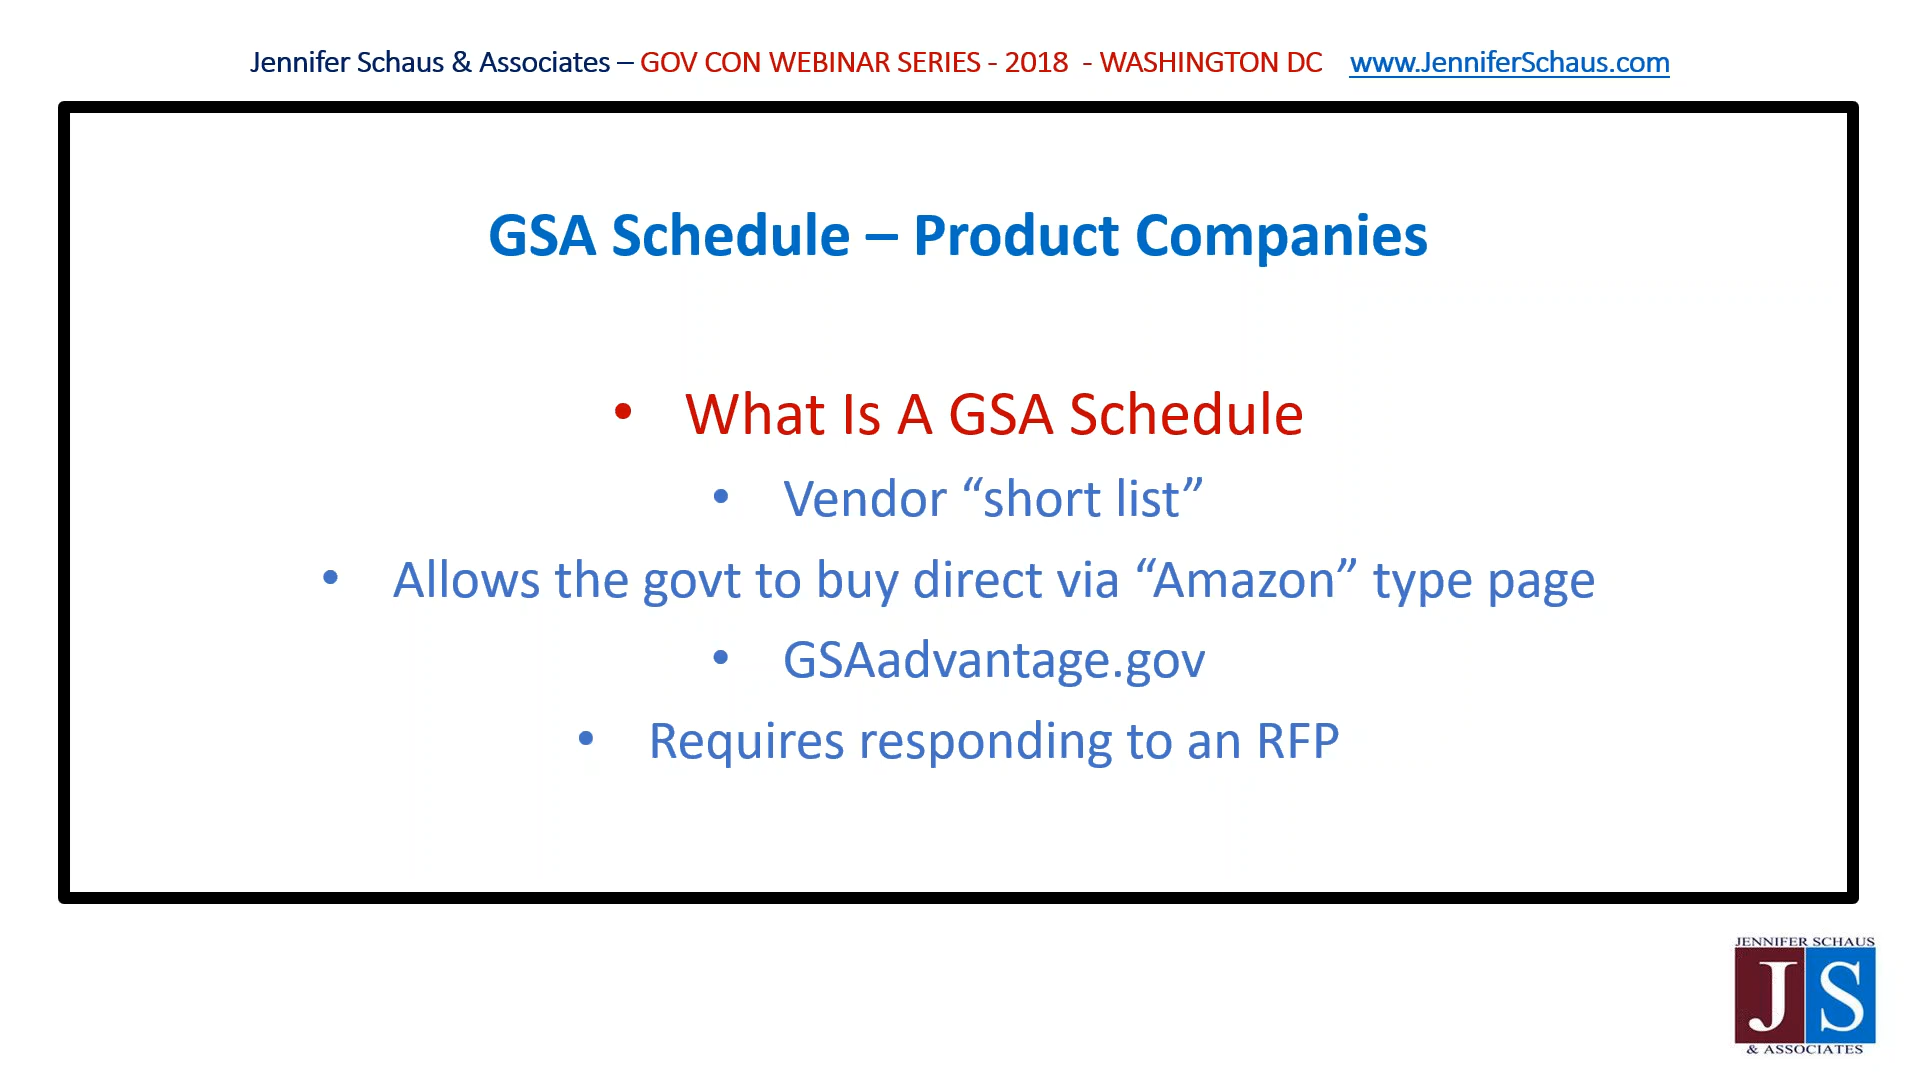 Jennifer Schaus & Associates – GOV CON WEBINAR SERIES - 2018 - WASHINGTON DC www.JenniferSchaus.com
GSA Schedule – Product Companies
• What Is A GSA Schedule
• Vendor “short list”
• Allows the govt to buy direct via “Amazon” type page
• GSAadvantage.gov
• Requires responding to an RFP
JENNIFER SCHAUS
JS
& ASSOCIATES